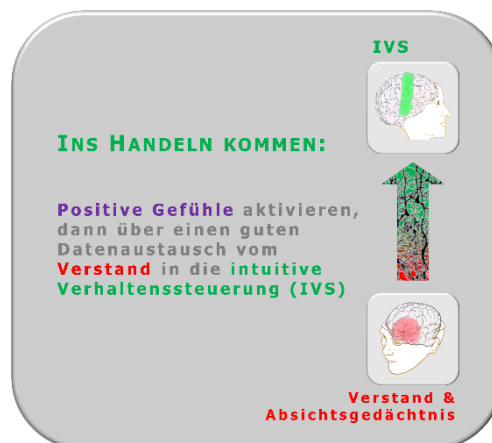 IVS
INS HANDELN KOMMEN:
Positive Gefühle aktivieren,
dann über einen guten
Datenaustausch vom
Verstand in die intuitive
Verhaltenssteuerung (IVS)
Verstand &
Absichtsgedächtnis